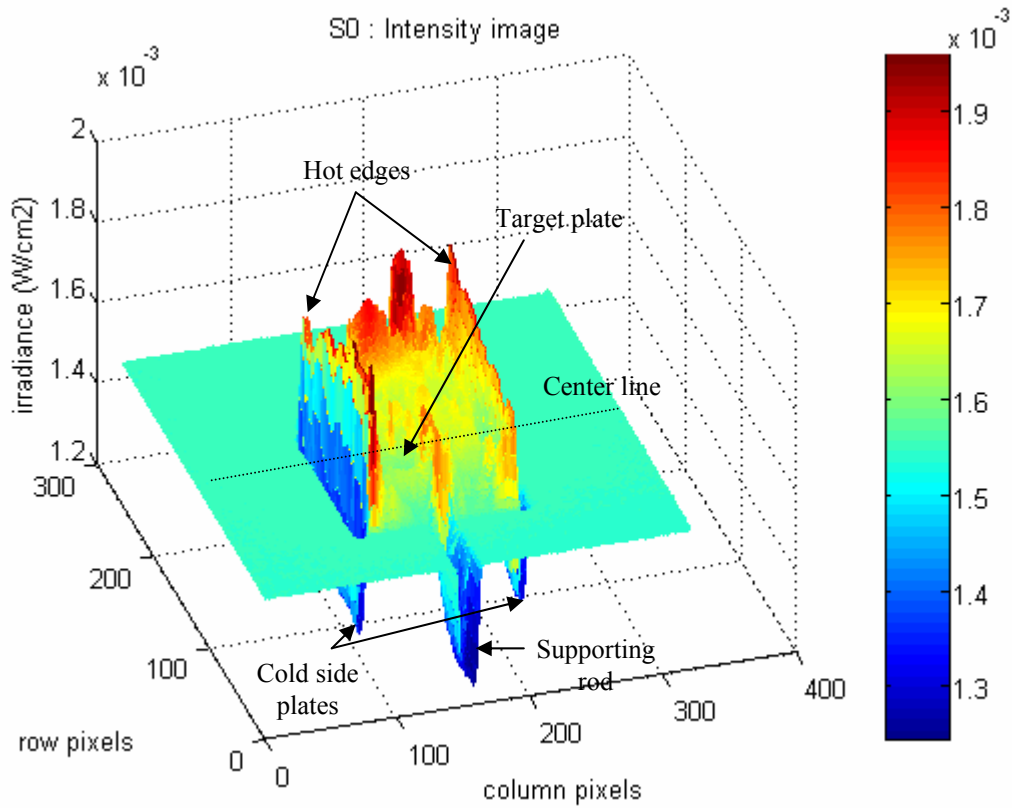 S0 : Intensity image
x 10-3
x 10-3
2
1.8
1.6
1.4
1.2
irradiance (W/cm2)
Hot edges
Target plate
Center line
Cold side
plates
Supporting
rod
300
200
100
0
row pixels
0
100
200
300
400
column pixels
1.9
1.8
1.7
1.6
1.5
1.4
1.3